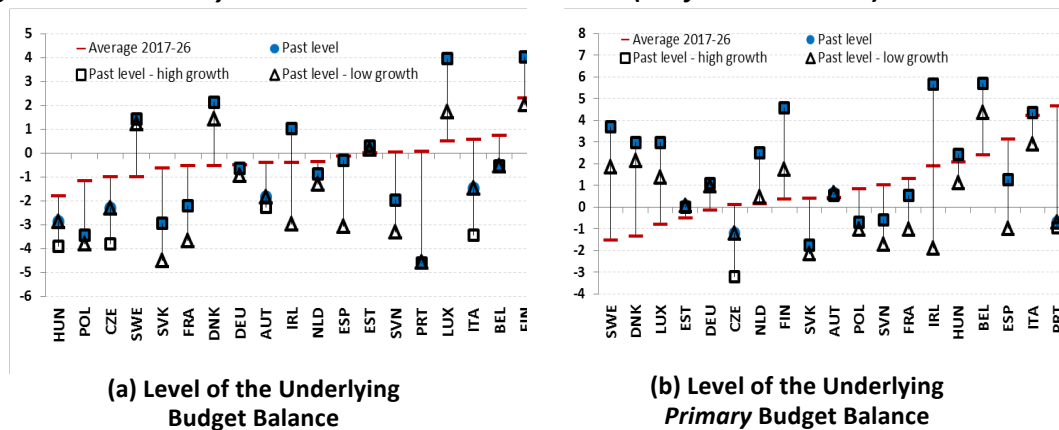 5
4
3
2
1
0
-1
-2
-3
-4
-5
-6
Average 2017-26
Past level
Past level - high growth
Past level - low growth
HUN
POL
CZE
SWE
SVK
FRA
DNK
DEU
AUT
IRL
NLD
ESP
EST
SVN
PRT
LUX
ITA
BEL
FIN
(a) Level of the Underlying
Budget Balance
8
7
6
5
4
3
2
1
0
-1
-2
-3
-4
Average 2017-26
Past level
Past level - high growth
Past level - low growth
SWE
DNK
LUX
EST
DEU
CZE
NLD
FIN
SVK
AUT
POL
SVN
FRA
IRL
HUN
BEL
ESP
ITA
PRT
(b) Level of the Underlying
Primary Budget Balance